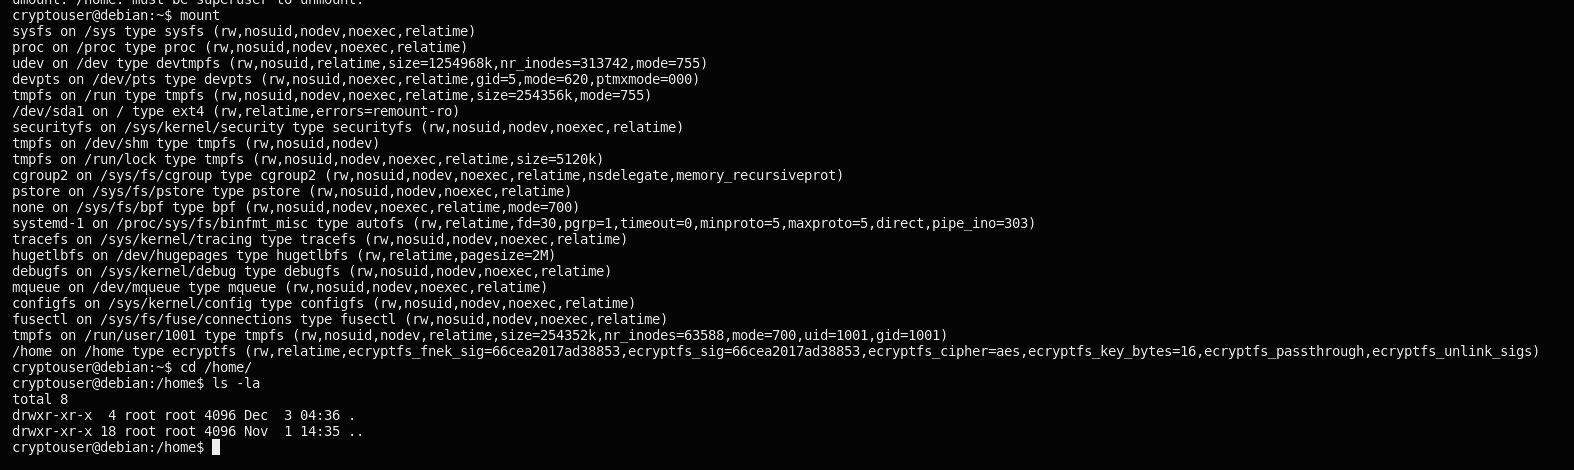 umount: /home: must be superuser to unmount.
cryptouser@debian:~$ mount
sysfs on /sys type sysfs (rw,nosuid,nodev,noexec,relatime)
proc on /proc type proc (rw,nosuid,nodev,noexec,relatime)
udev on /dev type devtmpfs (rw,nosuid,relatime,size=1254968k,nr_inodes=313742,mode=755)
devpts on /dev/pts type devpts (rw,nosuid,noexec,relatime,gid=5,mode=620,ptmxmode=000)
tmpfs on /run type tmpfs (rw,nosuid,nodev,noexec,relatime,size=254356k,mode=755)
/dev/sda1 on / type ext4 (rw,relatime,errors=remount-ro)
securityfs on /sys/kernel/security type securityfs (rw,nosuid,nodev,noexec,relatime)
tmpfs on /dev/shm type tmpfs (rw,nosuid,nodev)
tmpfs on /run/lock type tmpfs (rw,nosuid,nodev,noexec,relatime,size=5120k)
cgroup2 on /sys/fs/cgroup type cgroup2 (rw,nosuid,nodev,noexec,relatime,nsdelegate,memory_recursiveprot)
pstore on /sys/fs/pstore type pstore (rw,nosuid,nodev,noexec,relatime)
none on /sys/fs/bpf type bpf (rw,nosuid,nodev,noexec,relatime,mode=700)
systemd-1 on /proc/sys/fs/binfmt_misc type autofs (rw,relatime,fd=30,pgrp=1,timeout=0,minproto=5,maxproto=5,direct,pipe_ino=303)
tracefs on /sys/kernel/tracing type tracefs (rw,nosuid,nodev,noexec,relatime)
hugetlbfs on /dev/hugepages type hugetlbfs (rw,relatime,pagesize=2M)
debugfs on /sys/kernel/debug type debugfs (rw,nosuid,nodev,noexec,relatime)
mqueue on /dev/mqueue type mqueue (rw,nosuid,nodev,noexec,relatime)
configfs on /sys/kernel/config type configfs (rw,nosuid,nodev,noexec,relatime)
fusectl on /sys/fs/fuse/connections type fusectl (rw,nosuid,nodev,noexec,relatime)
tmpfs on /run/user/1001 type tmpfs (rw,nosuid,nodev,relatime,size=254352k,nr_inodes=63588,mode=700,uid=1001,gid=1001)
/home on /home type ecryptfs (rw,relatime,ecryptfs_fnek_sig=66cea2017ad38853,ecryptfs_sig=66cea2017ad38853,ecryptfs_cipher=aes,ecryptfs_key_bytes=16,ecryptfs_passthrough,ecryptfs_unlink_sigs)
cryptouser@debian:~$ cd /home/
cryptouser@debian:/home$ ls -la
total 8
drwxr-xr-x  4 root root 4096 Dec  3 04:36 .
drwxr-xr-x 18 root root 4096 Nov  1 14:35 ..
cryptouser@debian:/home$